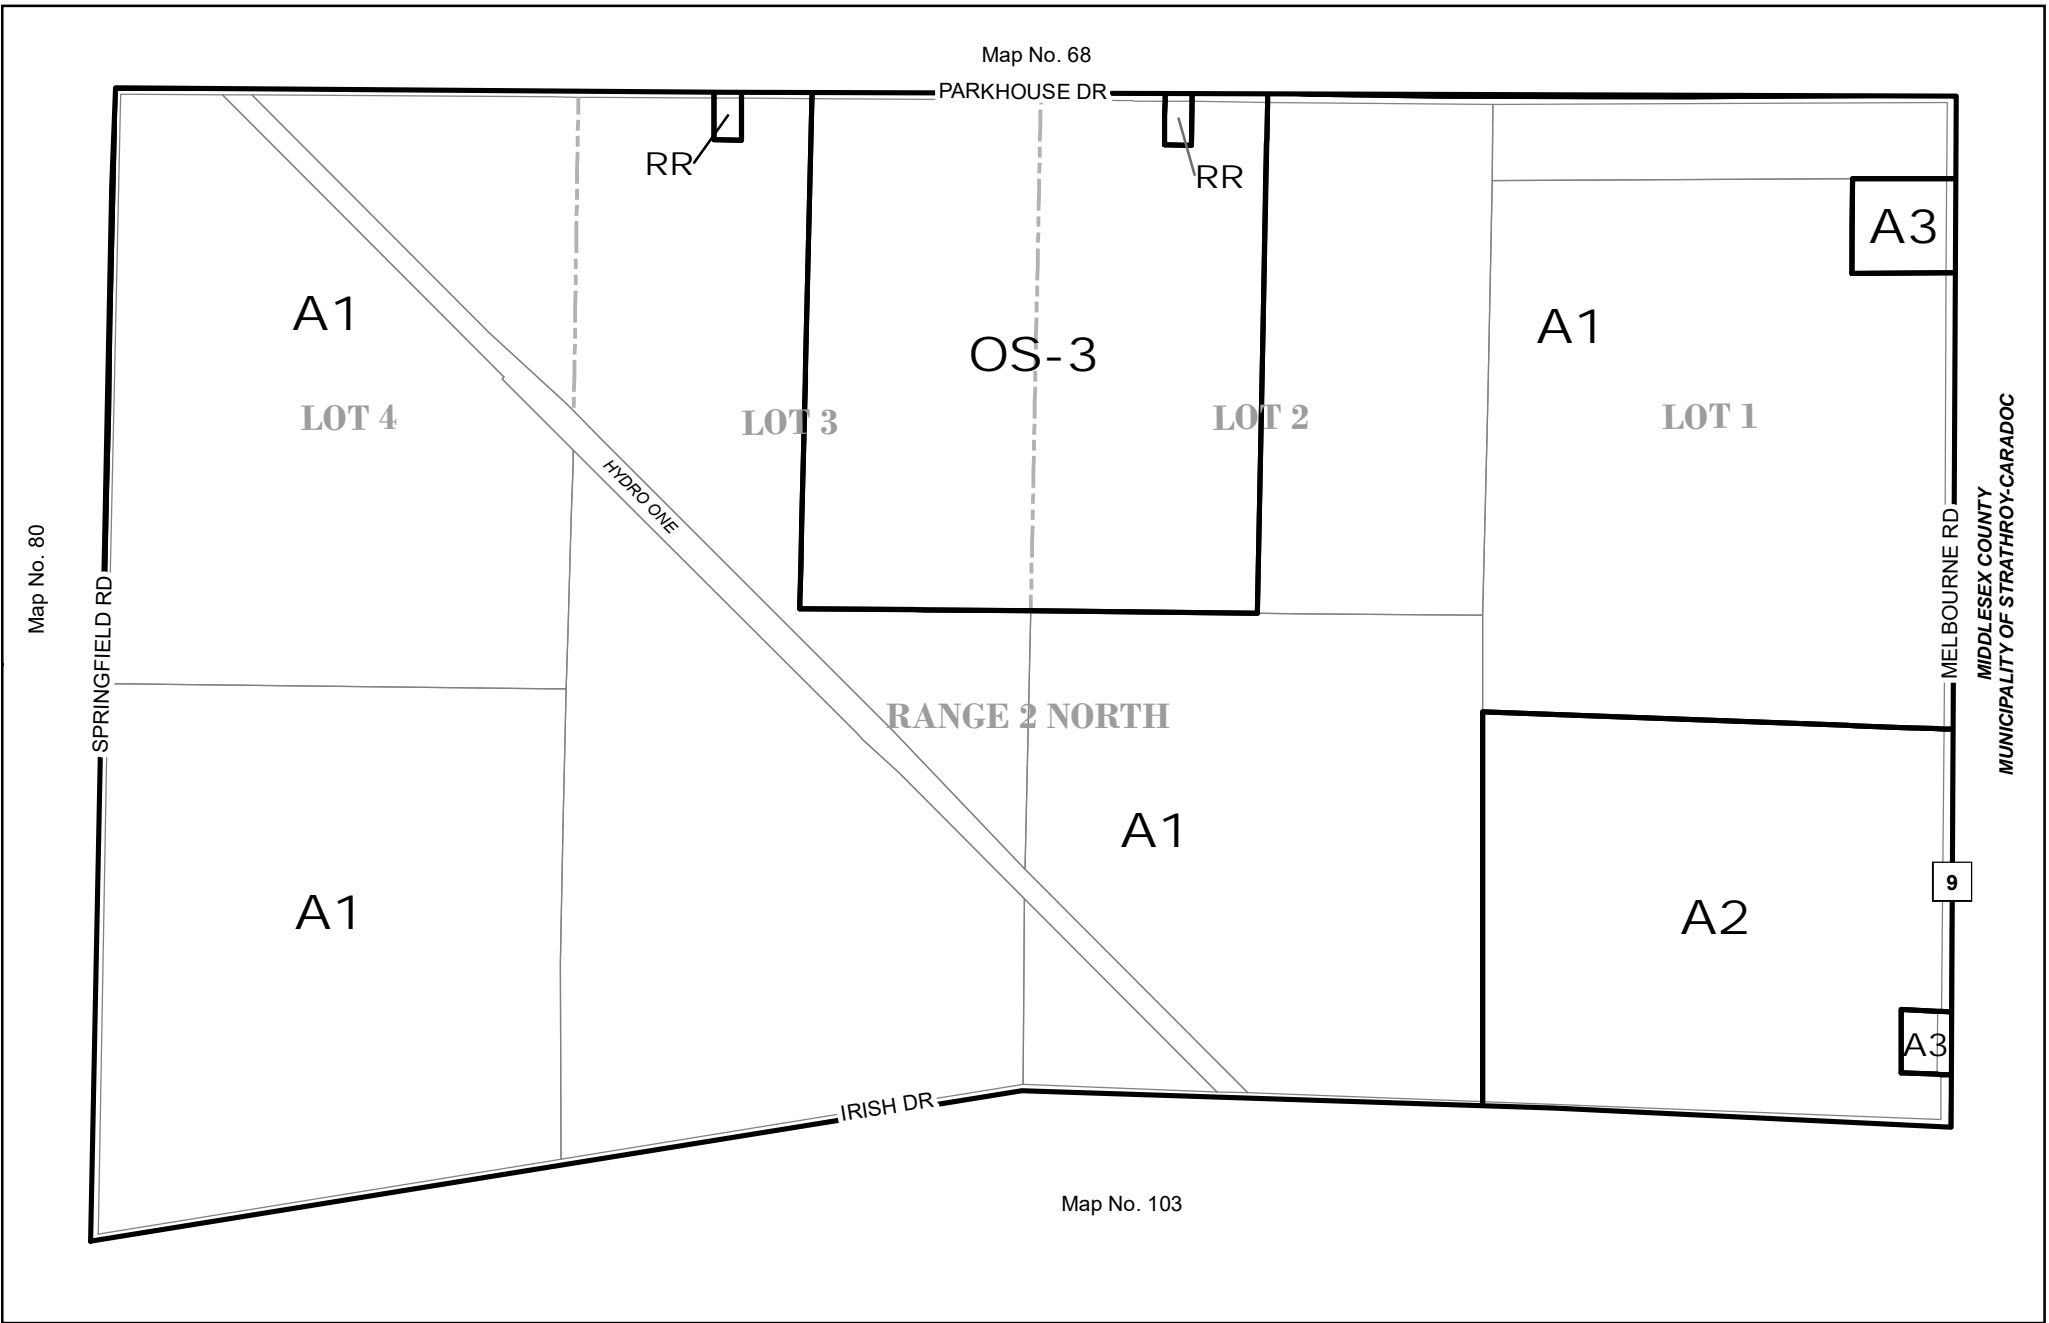 Map No. 68
PARKHOUSE DR
RR
RR
A3
A1
A1
OS-3
LOT 4
LOT 3
LOT 2
LOT 1
HYDRO ONE
Map No. 80
SPRINGFIELD RD
MELBOURNE RD
MIDDLESEX COUNTY
MUNICIPALITY OF STRATHROY-CARADOC
RANGE 2 NORTH
A1
9
A1
A2
A3
IRISH DR
Map No. 103